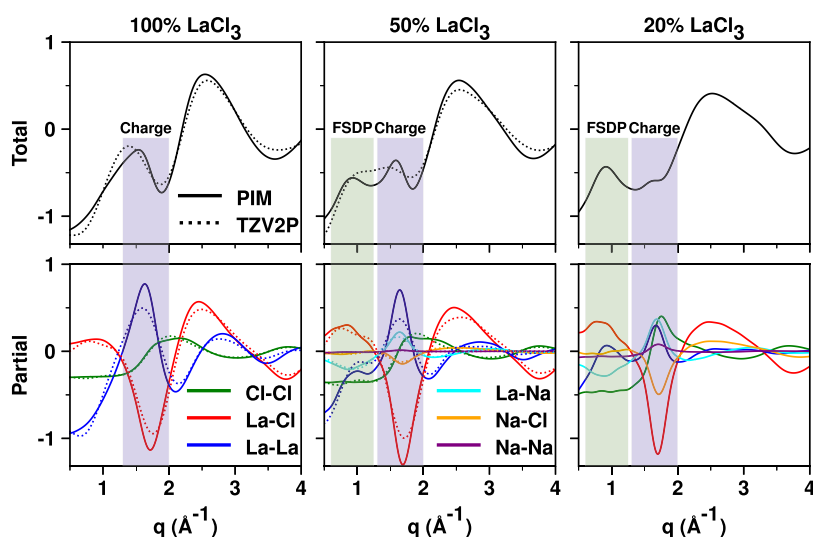 100% LaCl3 50% LaCl3 20% LaCl3
1
0
-1
Total
Charge
FSDP Charge
FSDP Charge
PIM
TZV2P
1
0
-1
Partial
Cl-Cl
La-Cl
La-La
La-Na
Na-Cl
Na-Na
1 2 3 4 1 2 3 4 1 2 3 4
q (Å-1) q (Å-1) q (Å-1)